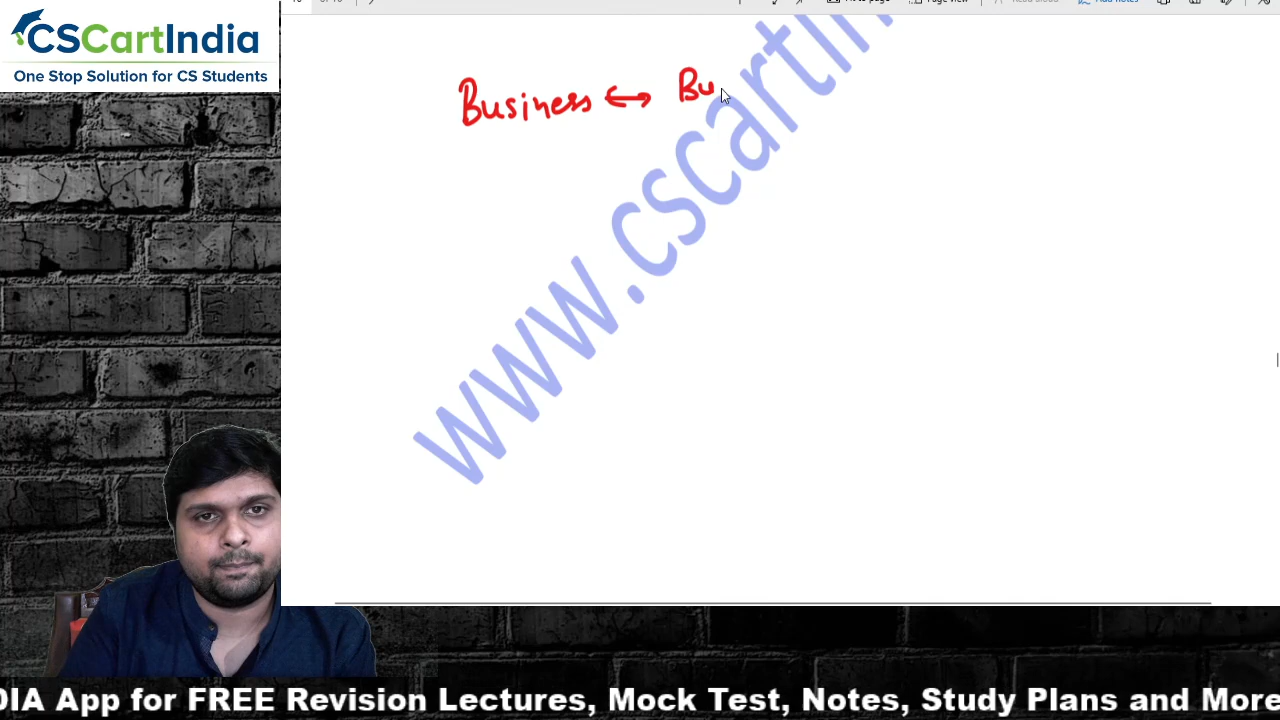 CSCartIndia
One Stop Solution for CS Students
Business ↔ Bu
www.cscartin
DIA App for FREE Revision Lectures, Mock Test, Notes, Study Plans and More